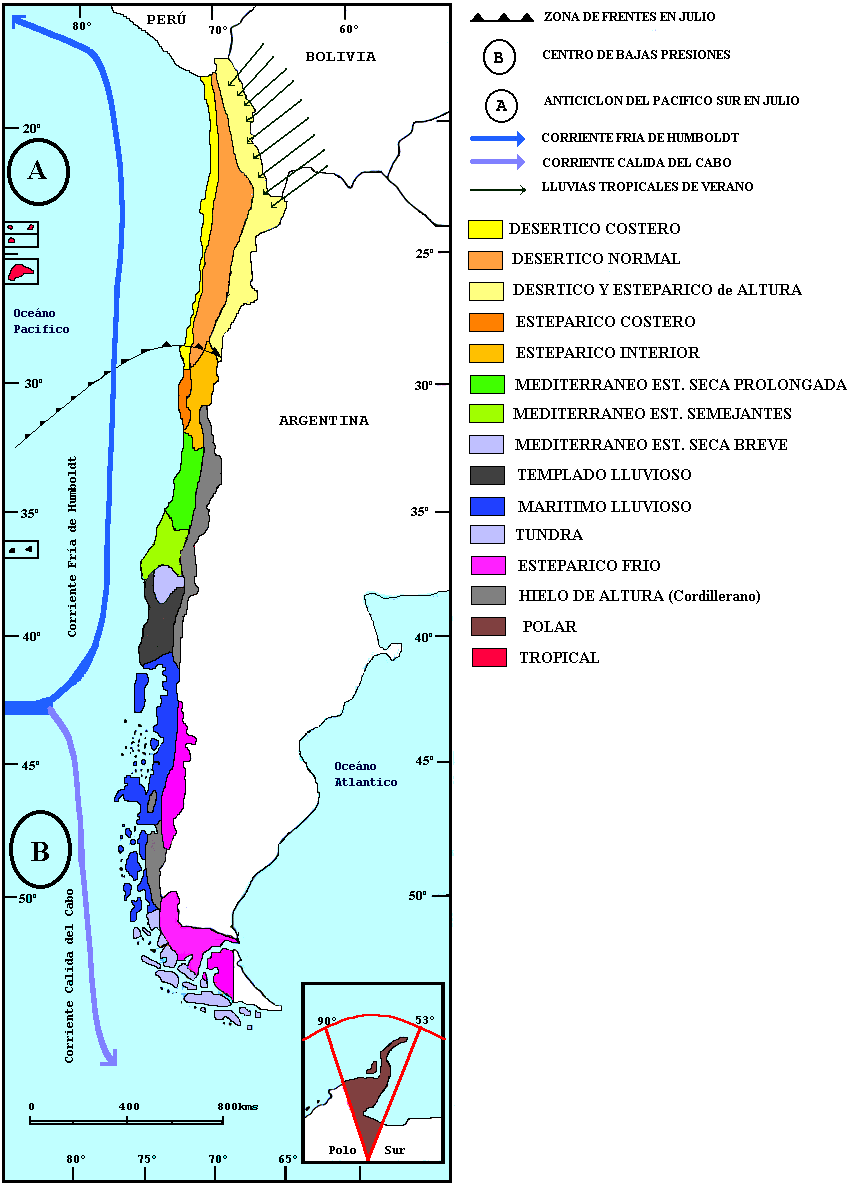 80°
70°
60°
PERÚ
BOLIVIA
20°
A
25°
Oceáno
Pacifico
30°
30°
ARGENTINA
35°
35°
Corriente Fría de Humboldt
40°
40°
45°
45°
Oceáno
Atlantico
B
50°
50°
Corriente Calida del Cabo
90°
53°
Polo
Sur
0
400
800kms
80°
75°
70°
65°
ZONA DE FRENTES EN JULIO
B
CENTRO DE BAJAS PRESIONES
A
ANTICICLON DEL PACIFICO SUR EN JULIO
CORRIENTE FRIA DE HUMBOLDT
CORRIENTE CALIDA DEL CABO
LLUVIAS TROPICALES DE VERANO
DESERTICO COSTERO
DESERTICO NORMAL
DESRTICO Y ESTEPARICO de ALTURA
ESTEPARICO COSTERO
ESTEPARICO INTERIOR
MEDITERRANEO EST. SECA PROLONGADA
MEDITERRANEO EST. SEMEJANTES
MEDITERRANEO EST. SECA BREVE
TEMPLADO LLUVIOSO
MARITIMO LLUVIOSO
TUNDRA
ESTEPARICO FRIO
HIELO DE ALTURA (Cordillerano)
POLAR
TROPICAL